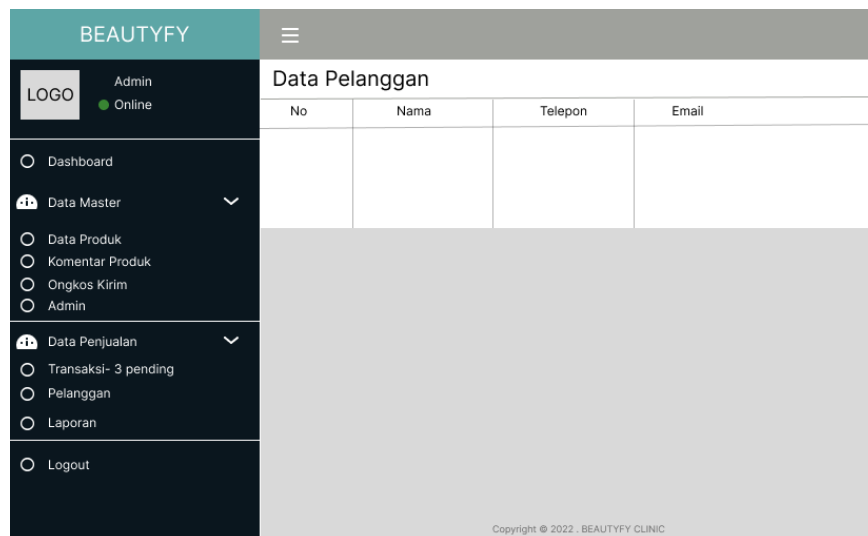 BEAUTYFY
LOGO
Admin
Online
Dashboard
Data Master
Data Produk
Komentar Produk
Ongkos Kirim
Admin
Data Penjualan
Transaksi- 3 pending
Pelanggan
Laporan
Logout
Data Pelanggan
No Nama Telepon Email
Copyright © 2022 . BEAUTYFY CLINIC